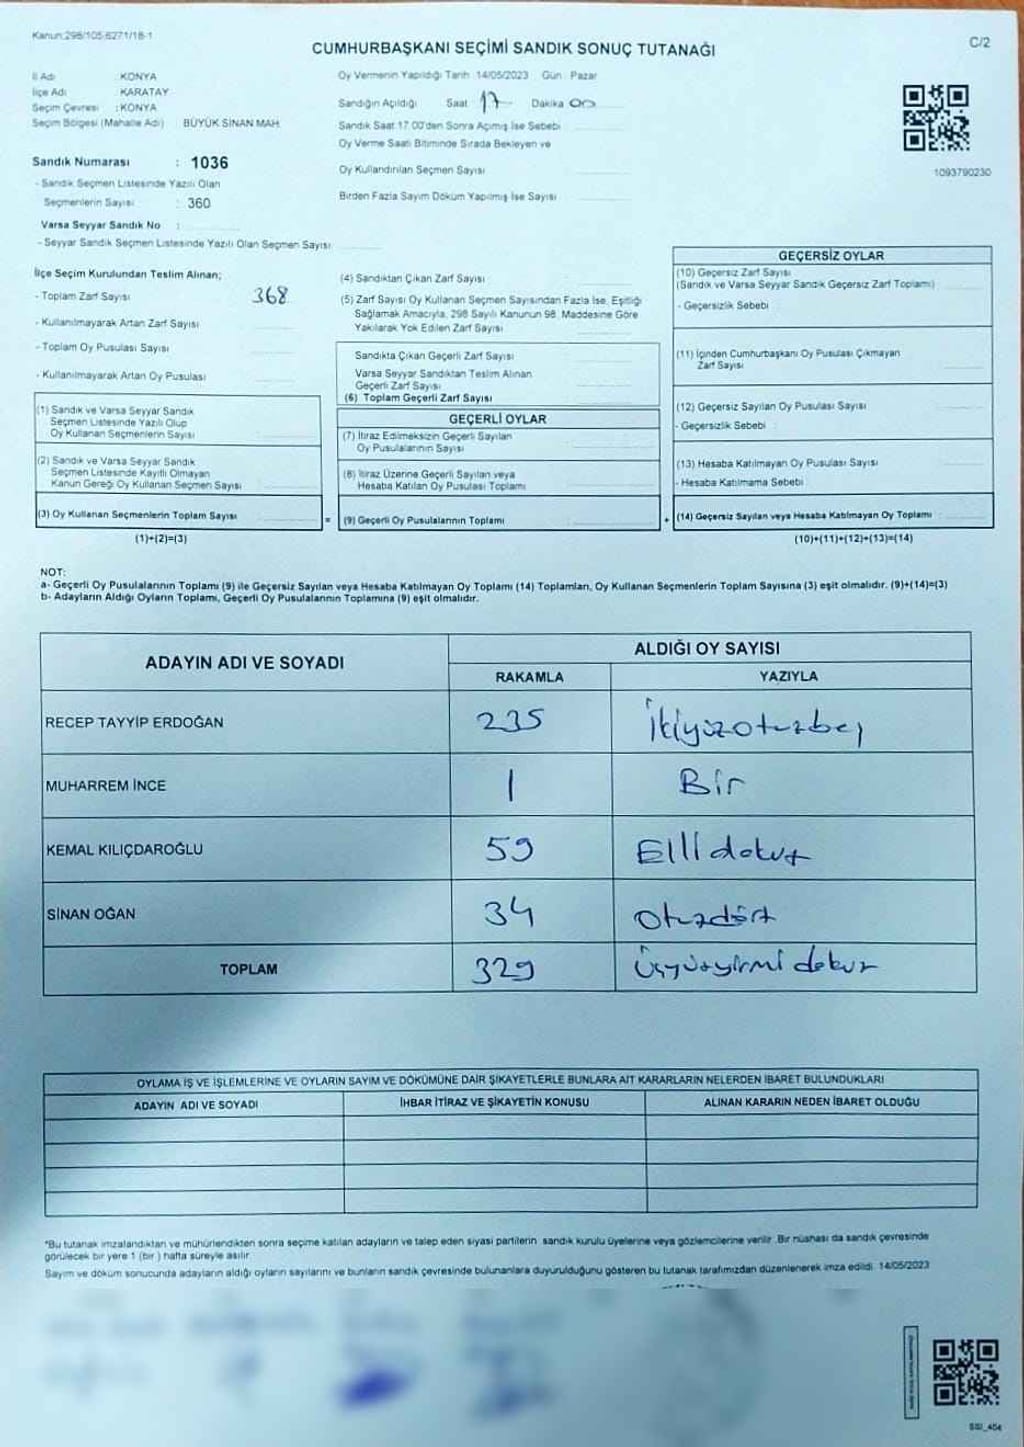 Kanun:298/105-6271/18-1
C/2
CUMHURBAŞKANI SEÇİMİ SANDIK SONUÇ TUTANAĞI
İl Adı : KONYA
İlçe Adı : KARATAY
Seçim Çevresi : KONYA
Seçim Bölgesi (Mahalle Adı) BÜYÜK SİNAN MAH.
Sandık Numarası : 1036
- Sandık Seçmen Listesinde Yazılı Olan
Seçmenlerin Sayısı : 360
Varsa Seyyar Sandık No :
- Seyyar Sandık Seçmen Listesinde Yazılı Olan Seçmen Sayısı
Oy Vermenin Yapıldığı Tarih 14/05/2023 Gün : Pazar
Sandığın Açıldığı Saat 17 Dakika 00
Sandık Saat 17.00'den Sonra Açılmış İse Sebebi
Oy Verme Saati Bitiminde Sırada Bekleyen ve
Oy Kullandırılan Seçmen Sayısı
Birden Fazla Sayım Döküm Yapılmış İse Sayısı
1093790230
İlçe Seçim Kurulundan Teslim Alınan;
- Toplam Zarf Sayısı 368
- Kullanılmayarak Artan Zarf Sayısı
- Toplam Oy Pusulası Sayısı
- Kullanılmayarak Artan Oy Pusulası
(1) Sandık ve Varsa Seyyar Sandık
Seçmen Listesinde Yazılı Olup
Oy Kullanan Seçmenlerin Sayısı
(2) Sandık ve Varsa Seyyar Sandık
Seçmen Listesinde Kayıtlı Olmayan
Kanun Gereği Oy Kullanan Seçmen Sayısı
(3) Oy Kullanan Seçmenlerin Toplam Sayısı
(1)+(2)=(3)
(4) Sandıktan Çıkan Zarf Sayısı
(5) Zarf Sayısı Oy Kullanan Seçmen Sayısından Fazla İse, Eşitliği
Sağlamak Amacıyla, 298 Sayılı Kanunun 98. Maddesine Göre
Yakılarak Yok Edilen Zarf Sayısı
Sandıkta Çıkan Geçerli Zarf Sayısı
Varsa Seyyar Sandıktan Teslim Alınan
Geçerli Zarf Sayısı
(6) Toplam Geçerli Zarf Sayısı
GEÇERLİ OYLAR
(7) İtiraz Edilmeksizin Geçerli Sayılan
Oy Pusulalarının Sayısı
(8) İtiraz Üzerine Geçerli Sayılan veya
Hesaba Katılan Oy Pusulası Toplamı
= (9) Geçerli Oy Pusulalarının Toplamı
GEÇERSİZ OYLAR
(10) Geçersiz Zarf Sayısı
(Sandık ve Varsa Seyyar Sandık Geçersiz Zarf Toplamı)
- Geçersizlik Sebebi
(11) İçinden Cumhurbaşkanı Oy Pusulası Çıkmayan
Zarf Sayısı
(12) Geçersiz Sayılan Oy Pusulası Sayısı
- Geçersizlik Sebebi :
(13) Hesaba Katılmayan Oy Pusulası Sayısı
- Hesaba Katılmama Sebebi
+ (14) Geçersiz Sayılan veya Hesaba Katılmayan Oy Toplamı
(10)+(11)+(12)+(13)=(14)
NOT:
a- Geçerli Oy Pusulalarının Toplamı (9) ile Geçersiz Sayılan veya Hesaba Katılmayan Oy Toplamı (14) Toplamları, Oy Kullanan Seçmenlerin Toplam Sayısına (3) eşit olmalıdır. (9)+(14)=(3)
b- Adayların Aldığı Oyların Toplamı, Geçerli Oy Pusulalarının Toplamına (9) eşit olmalıdır.
ADAYIN ADI VE SOYADI ALDIĞI OY SAYISI
RAKAMLA YAZIYLA
RECEP TAYYİP ERDOĞAN 235 İkiyüzotuzbeş
MUHARREM İNCE 1 Bir
KEMAL KILIÇDAROĞLU 59 Ellidokuz
SİNAN OĞAN 34 Otuzdört
TOPLAM 329 Üçyüzyirmidokuz
OYLAMA İŞ VE İŞLEMLERİNE VE OYLARIN SAYIM VE DÖKÜMÜNE DAİR ŞİKAYETLERLE BUNLARA AİT KARARLARIN NELERDEN İBARET BULUNDUKLARI
ADAYIN ADI VE SOYADI İHBAR İTİRAZ VE ŞİKAYETİN KONUSU ALINAN KARARIN NEDEN İBARET OLDUĞU
*Bu tutanak imzalandıktan ve mühürlendikten sonra seçime katılan adayların ve talep eden siyasi partilerin sandık kurulu üyelerine veya gözlemcilerine verilir. Bir nüshası da sandık çevresinde
görülecek bir yere 1 (bir ) hafta süreyle asılır.
Sayım ve döküm sonucunda adayların aldığı oyların sayılarını ve bunların sandık çevresinde bulunanlara duyurulduğunu gösteren bu tutanak tarafımızdan düzenlenerek imza edildi. 14/05/2023